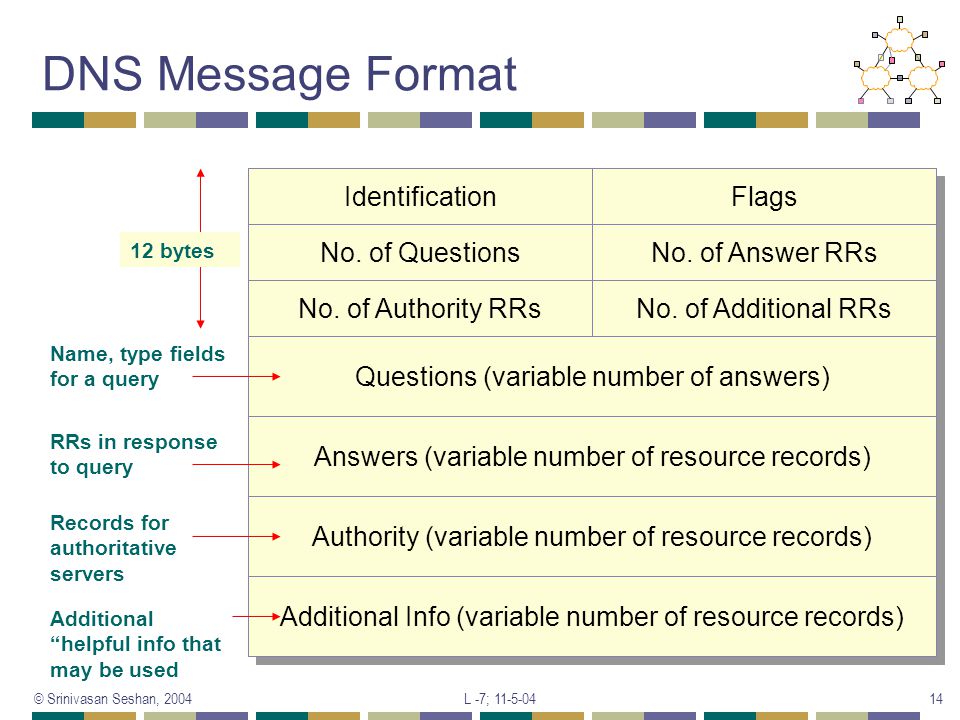 DNS Message Format
Identification
Flags
12 bytes
No. of Questions
No. of Answer RRs
No. of Authority RRs
No. of Additional RRs
Name, type fields
for a query
Questions (variable number of answers)
RRs in response
to query
Answers (variable number of resource records)
Records for
authoritative
servers
Authority (variable number of resource records)
Additional
“helpful info that
may be used
Additional Info (variable number of resource records)
© Srinivasan Seshan, 2004
L -7; 11-5-04
14